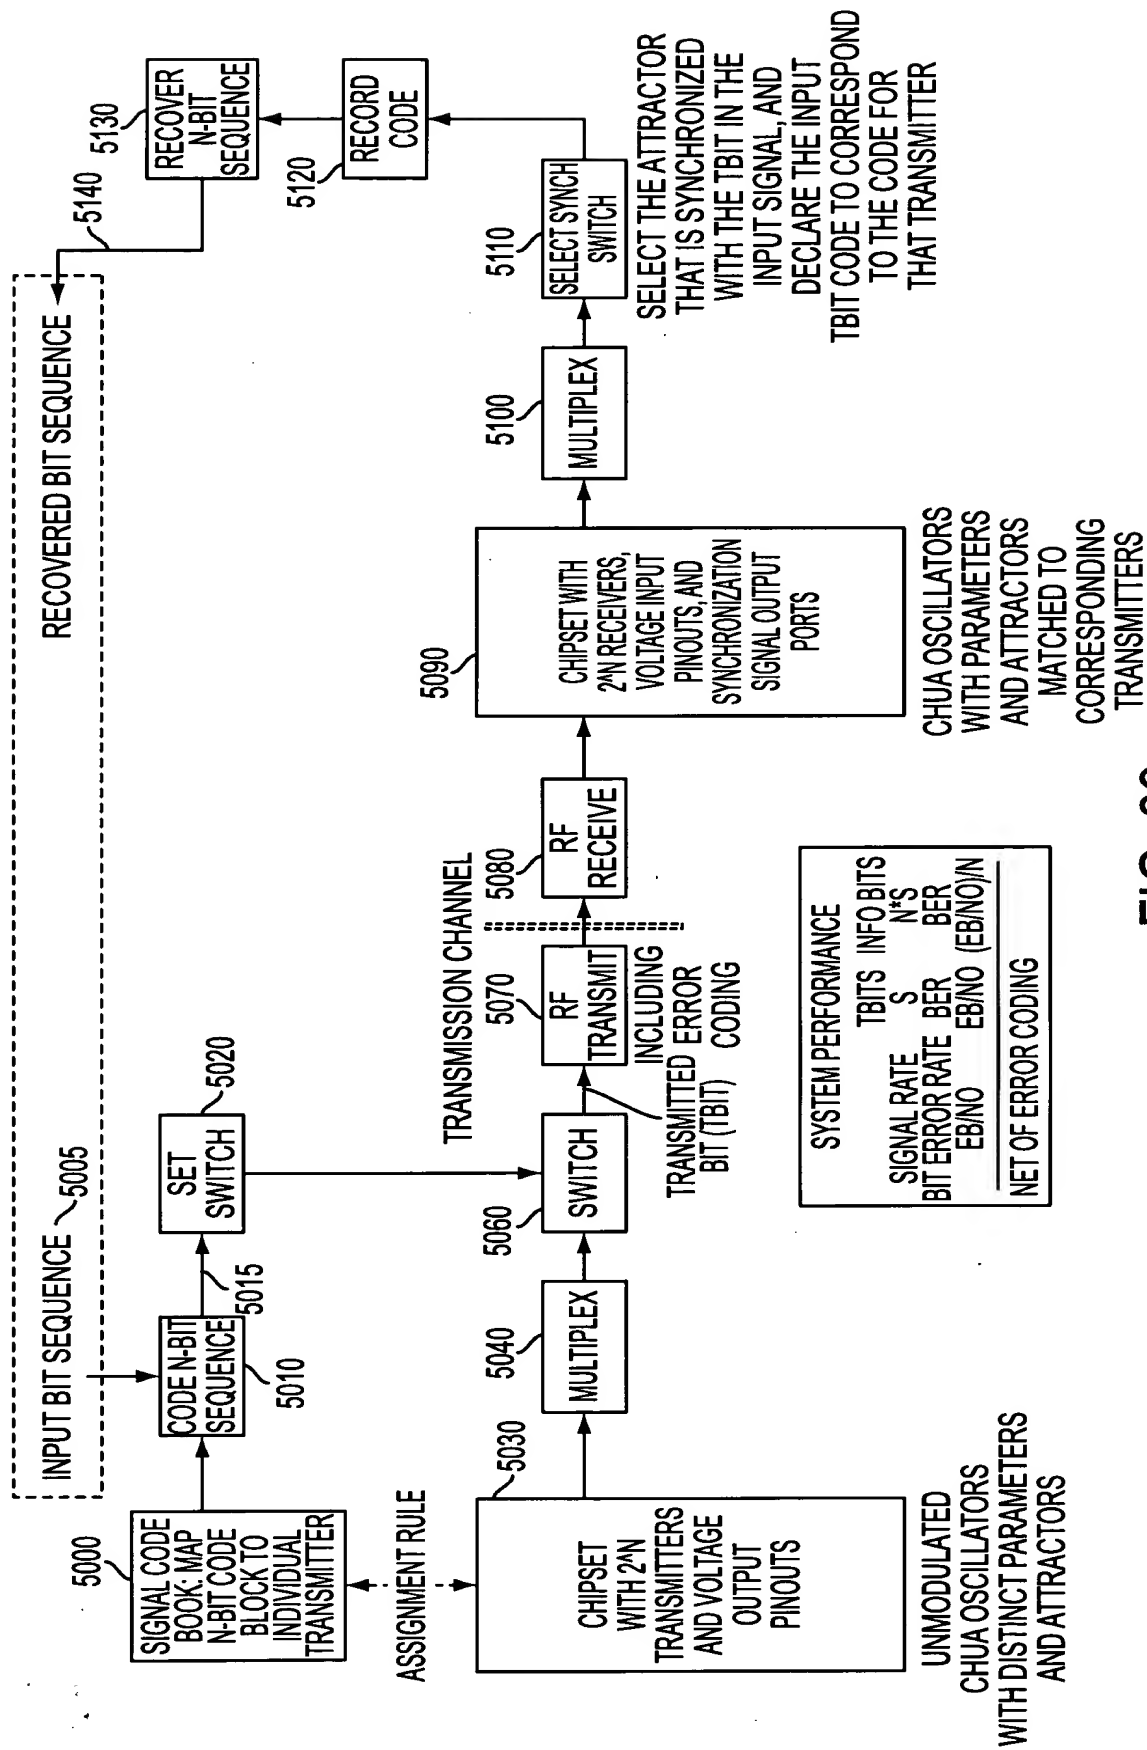 INPUT BIT SEQUENCE
5005
RECOVERED BIT SEQUENCE
5140
5000
SIGNAL CODE
BOOK: MAP
N-BIT CODE
BLOCK TO
INDIVIDUAL
TRANSMITTER
CODE N-BIT
SEQUENCE
5010
5015
SET
SWITCH
5020
RECOVER
N-BIT
SEQUENCE
5130
RECORD
CODE
5120
ASSIGNMENT RULE
5030
CHIPSET
WITH 2^N
TRANSMITTERS
AND VOLTAGE
OUTPUT
PINOUTS
UNMODULATED
CHUA OSCILLATORS
WITH DISTINCT PARAMETERS
AND ATTRACTORS
5040
MULTIPLEX
5060
SWITCH
TRANSMITTED
BIT (TBIT)
TRANSMISSION CHANNEL
5070
RF
TRANSMIT
INCLUDING
ERROR
CODING
5080
RF
RECEIVE
5090
CHIPSET WITH
2^N RECEIVERS,
VOLTAGE INPUT
PINOUTS, AND
SYNCHRONIZATION
SIGNAL OUTPUT
PORTS
CHUA OSCILLATORS
WITH PARAMETERS
AND ATTRACTORS
MATCHED TO
CORRESPONDING
TRANSMITTERS
5100
MULTIPLEX
5110
SELECT SYNCH
SWITCH
SELECT THE ATTRACTOR
THAT IS SYNCHRONIZED
WITH THE TBIT IN THE
INPUT SIGNAL, AND
DECLARE THE INPUT
TBIT CODE TO CORRESPOND
TO THE CODE FOR
THAT TRANSMITTER
SYSTEM PERFORMANCE
TBITS INFO BITS
SIGNAL RATE S N*S
BIT ERROR RATE BER BER
EB/NO EB/NO (EB/NO)/N
NET OF ERROR CODING